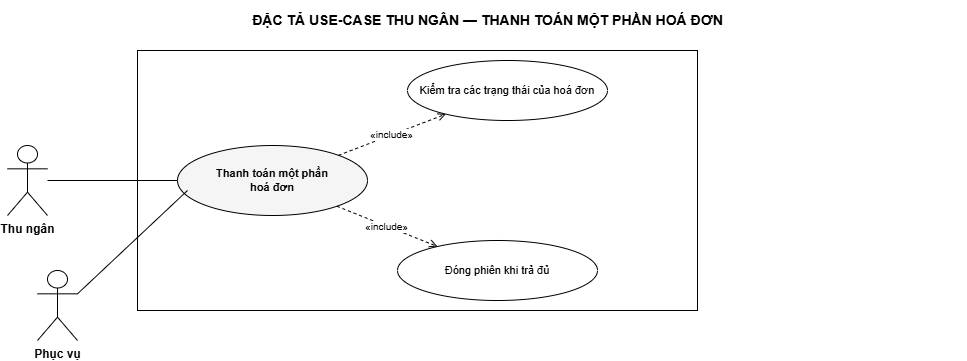 ĐẶC TẢ USE-CASE THU NGÂN — THANH TOÁN MỘT PHẦN HOÁ ĐƠN
Kiểm tra các trạng thái của hoá đơn
«include»
Thanh toán một phần
hoá đơn
Thu ngân
«include»
Đóng phiên khi trả đủ
Phục vụ